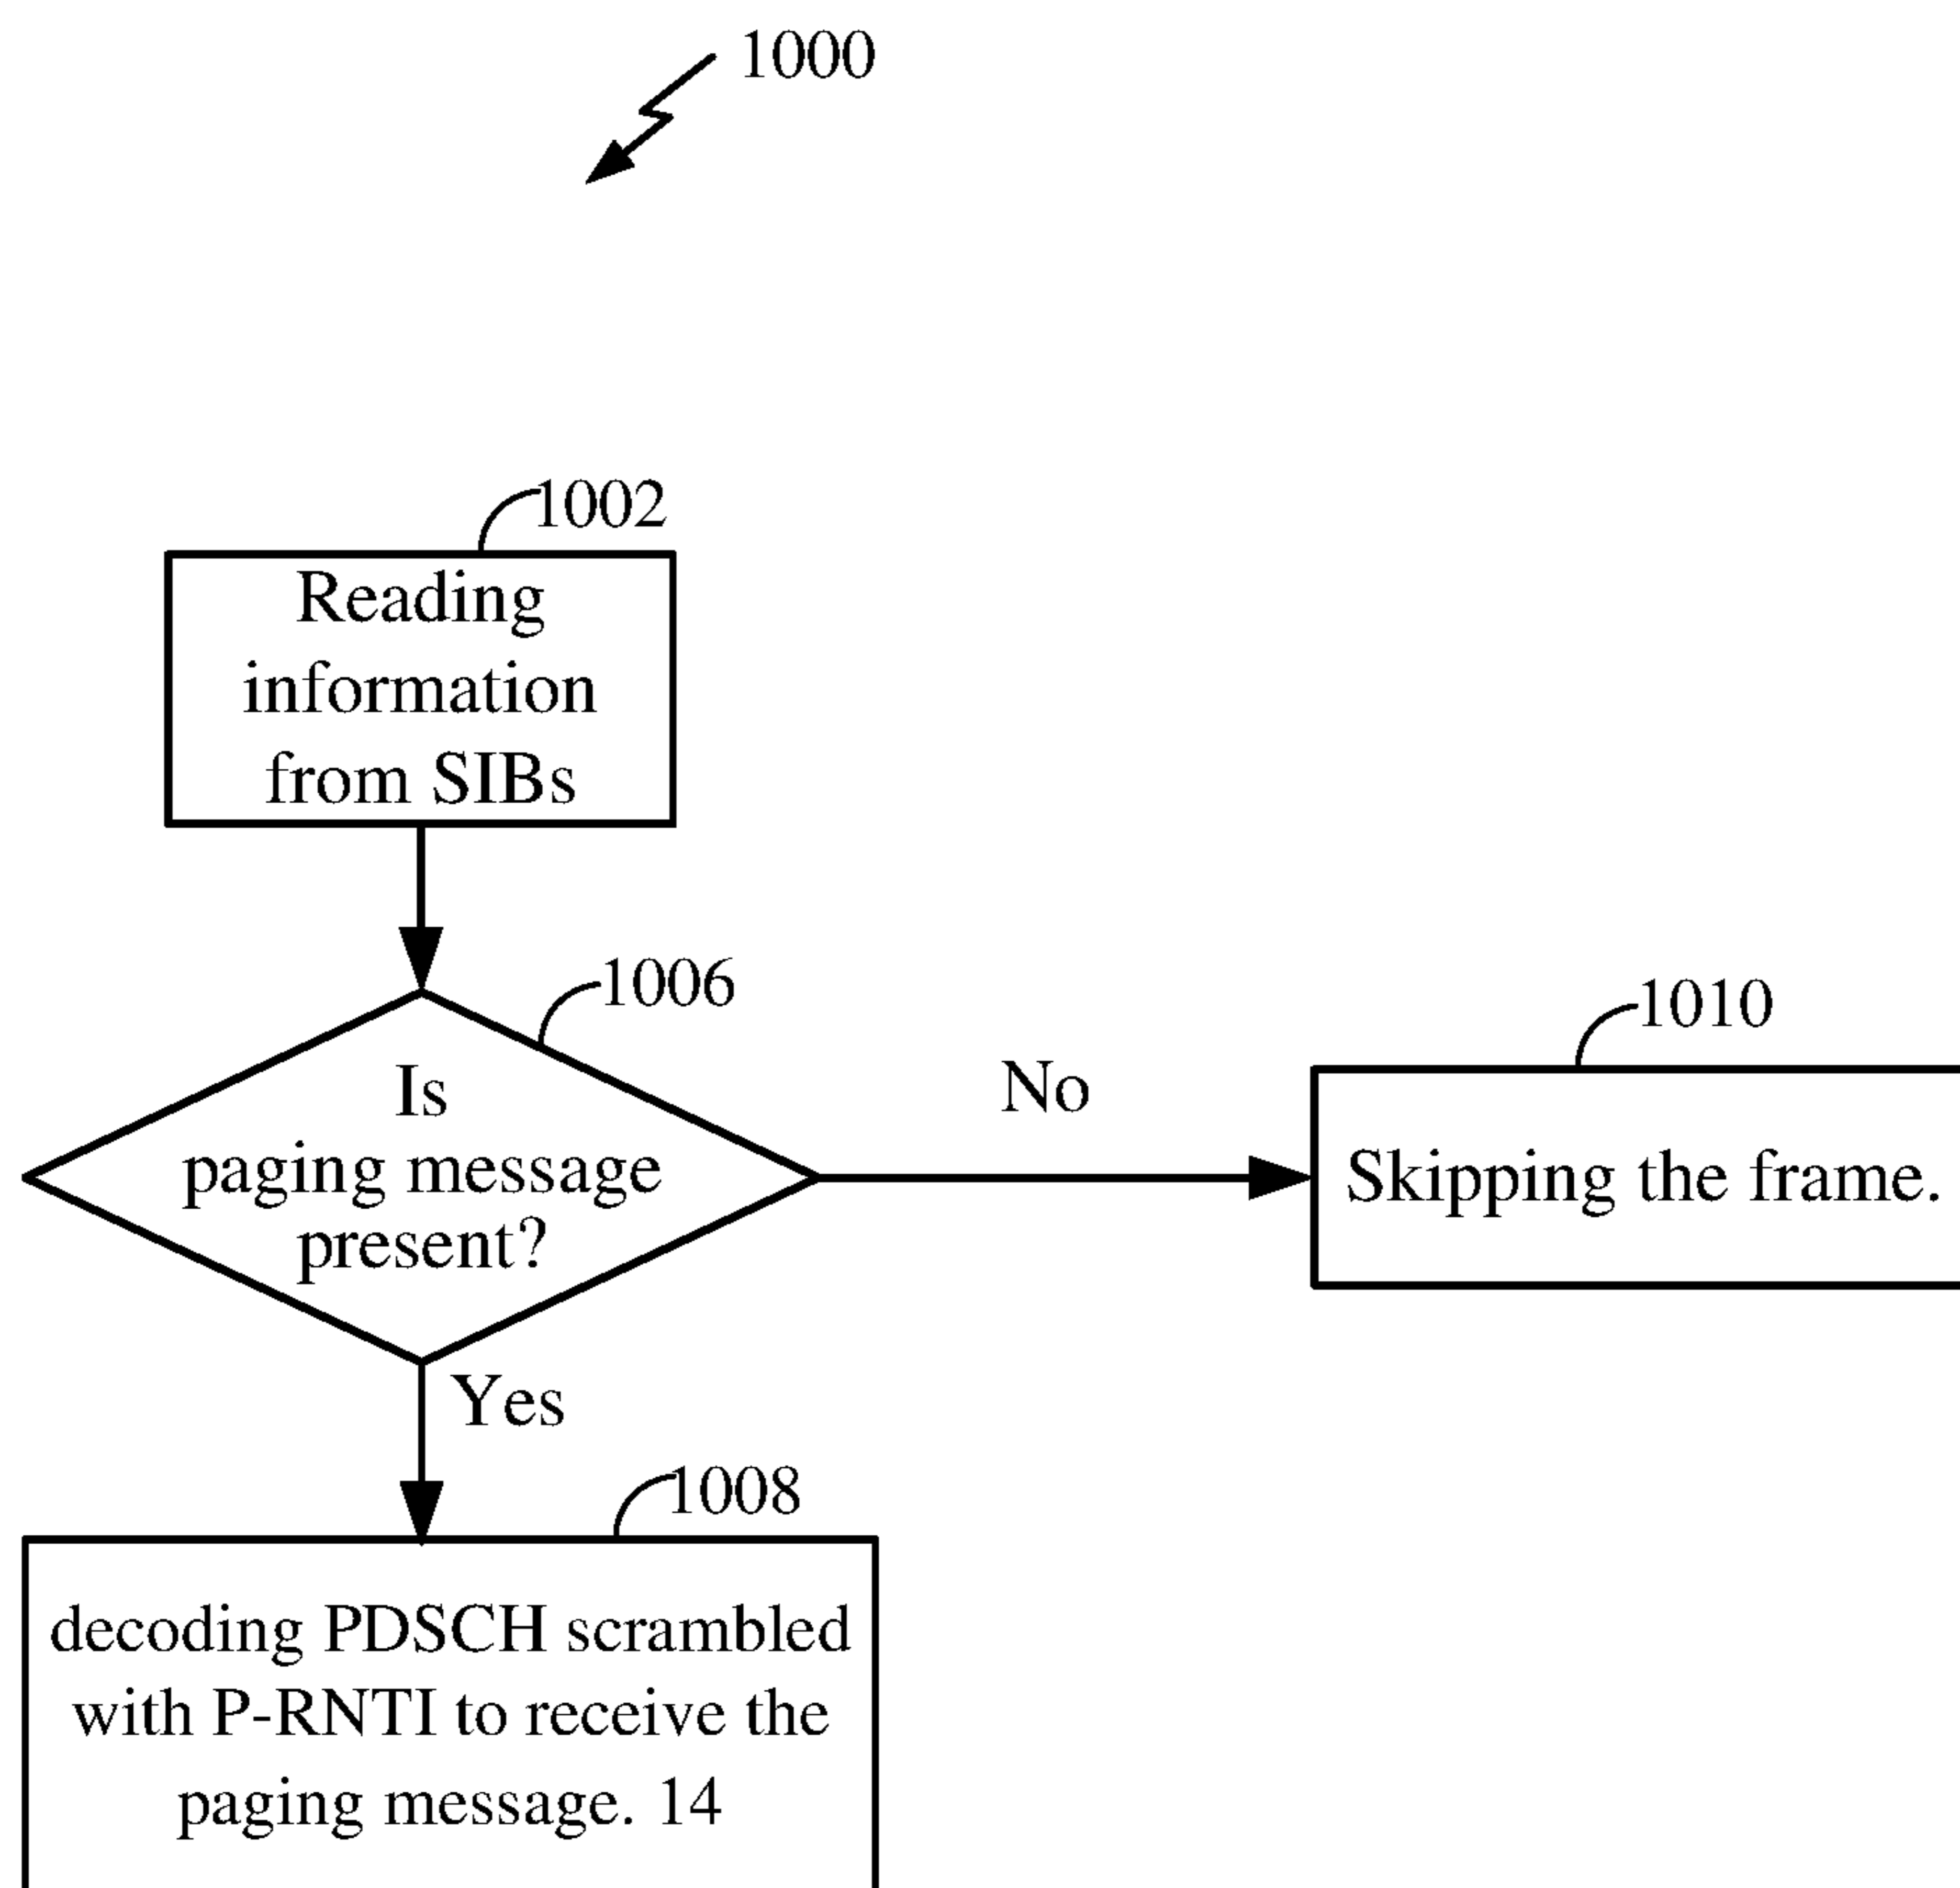 1000
1002
Reading
information
from SIBs
1006
Is
paging message
present?
No
1010
Skipping the frame.
Yes
1008
decoding PDSCH scrambled
with P-RNTI to receive the
paging message. 14